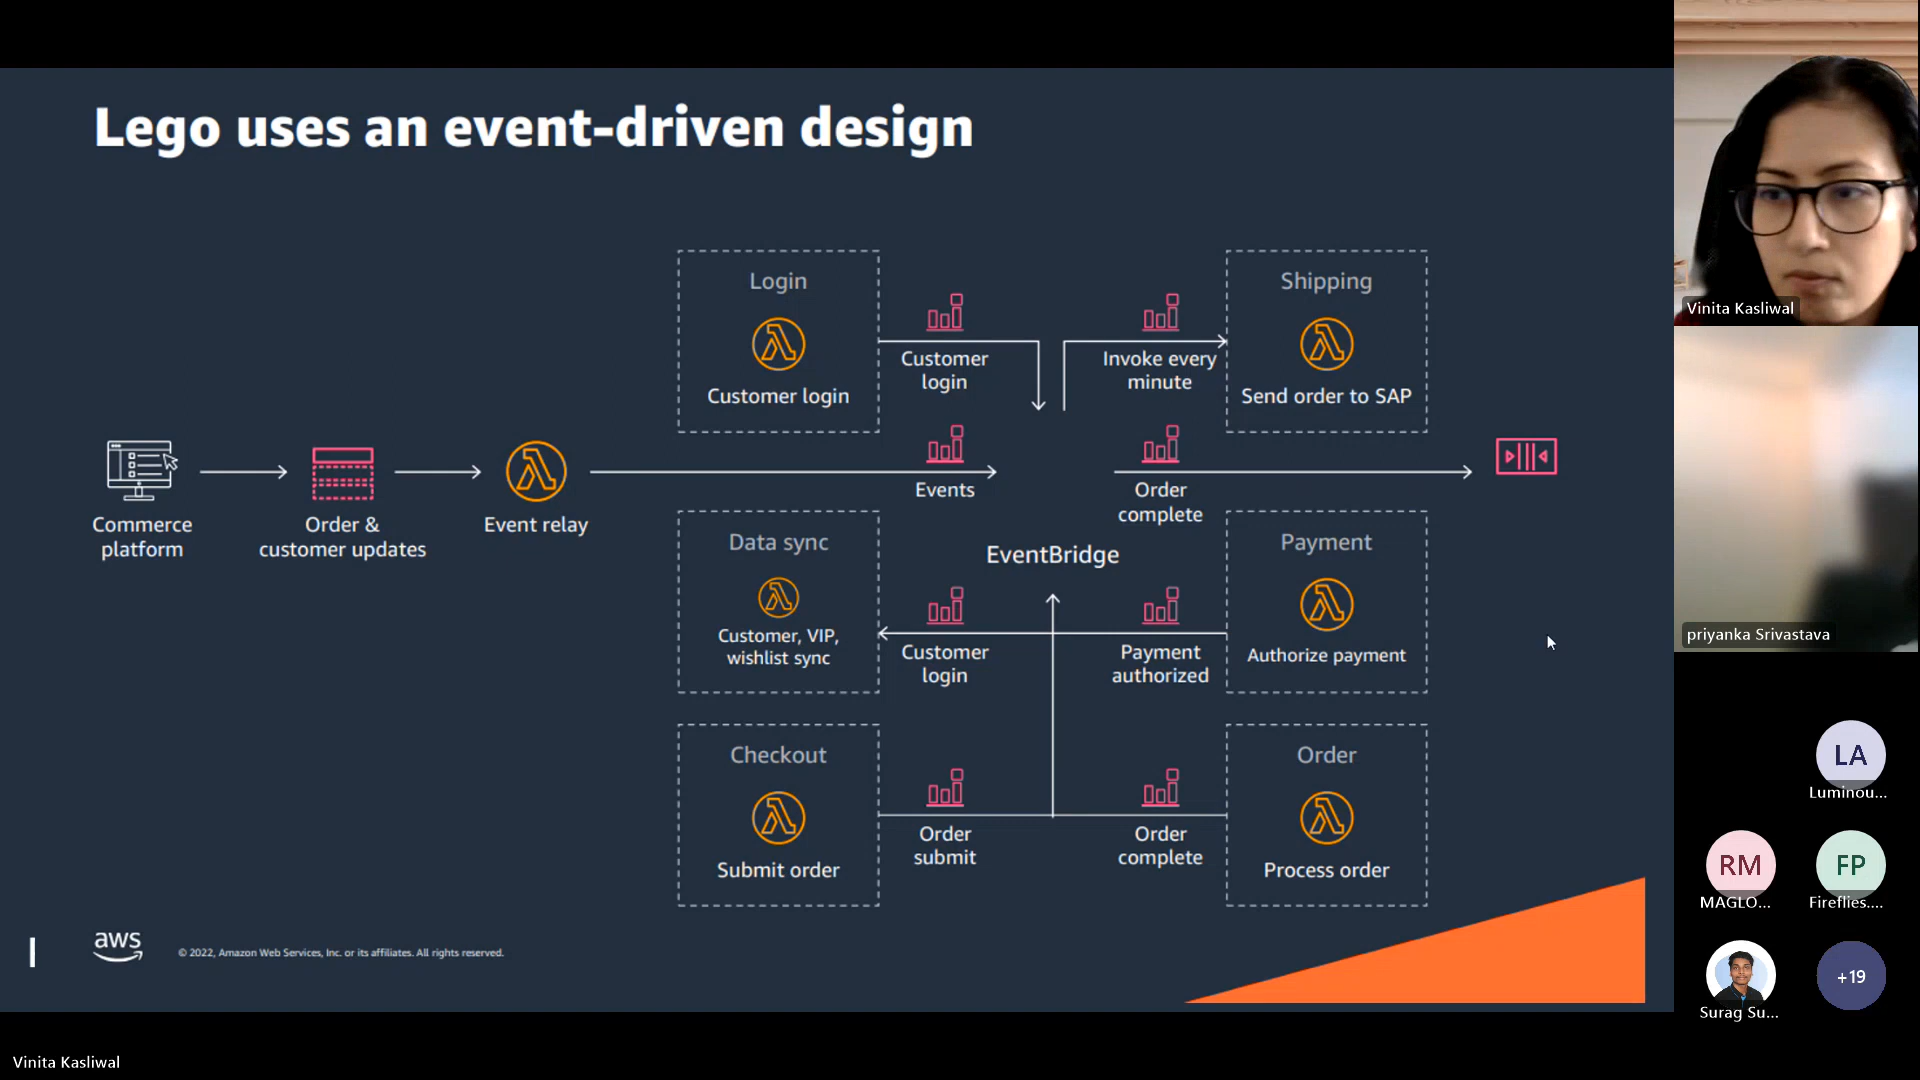 Lego uses an event-driven design
Login
Customer login
Customer
login
Invoke every
minute
Shipping
Send order to SAP
Commerce
platform
Order &
customer updates
Event relay
Events
Order
complete
EventBridge
Data sync
Customer, VIP,
wishlist sync
Customer
login
Payment
authorized
Payment
Authorize payment
Checkout
Submit order
Order
submit
Order
complete
Order
Process order
aws
© 2022, Amazon Web Services, Inc. or its affiliates. All rights reserved.
Vinita Kasliwal
priyanka Srivastava
LA
Luminou...
RM
MAGLO...
FP
Fireflies....
Surag Su...
+19
Vinita Kasliwal